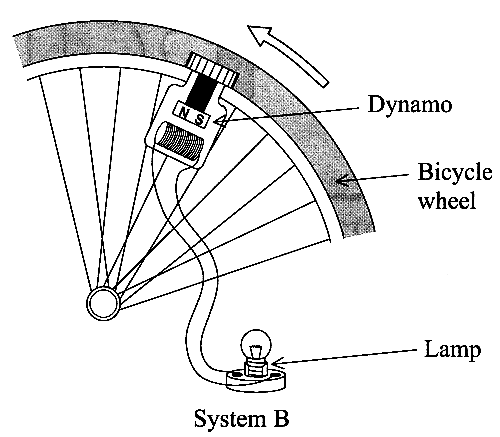 Dynamo
N S
Bicycle
wheel
Lamp
System B